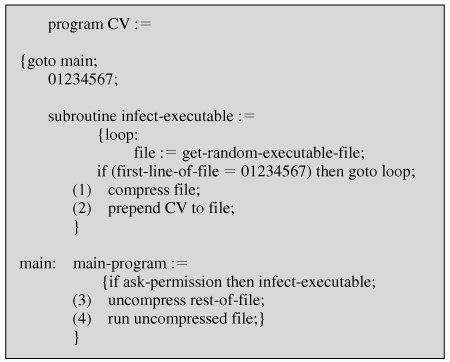 program CV :=
{goto main;
01234567;
subroutine infect-executable :=
{loop:
file := get-random-executable-file;
if (first-line-of-file = 01234567) then goto loop;
(1) compress file;
(2) prepend CV to file;
}
main: main-program :=
{if ask-permission then infect-executable;
(3) uncompress rest-of-file;
(4) run uncompressed file;}
}